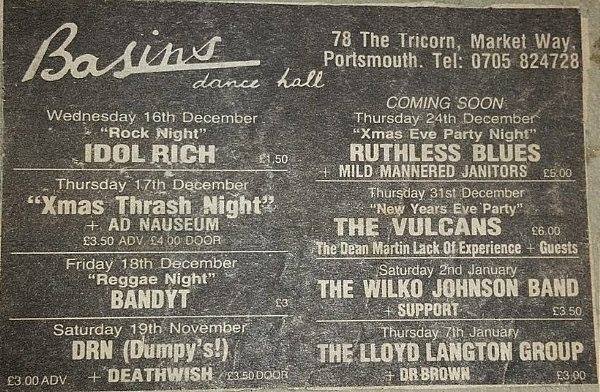 Basins
dance hall
78 The Tricorn, Market Way,
Portsmouth. Tel: 0705 824728
Wednesday 16th December
"Rock Night"
IDOL RICH £1,50
Thursday 17th December
"Xmas Thrash Night"
+ AD NAUSEUM
£3.50 ADV £4.00 DOOR
Friday 18th December
"Reggae Night"
BANDYT £3
Saturday 19th November
DRN (Dumpy's!)
£3.00 ADV + DEATHWISH £3.50 DOOR
COMING SOON
Thursday 24th December
"Xmas Eve Party Night"
RUTHLESS BLUES
+ MILD MANNERED JANITORS £5.00
Thursday 31st December
"New Years Eve Party"
THE VULCANS £6.00
The Dean Martin Lack Of Experience + Guests
Saturday 2nd January
THE WILKO JOHNSON BAND
+ SUPPORT £3.50
Thursday 7th January
THE LLOYD LANGTON GROUP
+ DR BROWN £3.00